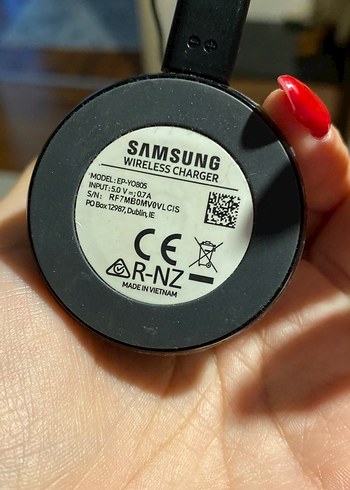 SAMSUNG
WIRELESS CHARGER
MODEL: EP-YO805
INPUT: 5.0 V⎓; 0.7A
S/N: RF7MB0MV0VLCIS
PO Box 12987, Dublin, IE
CE
R-NZ
MADE IN VIETNAM